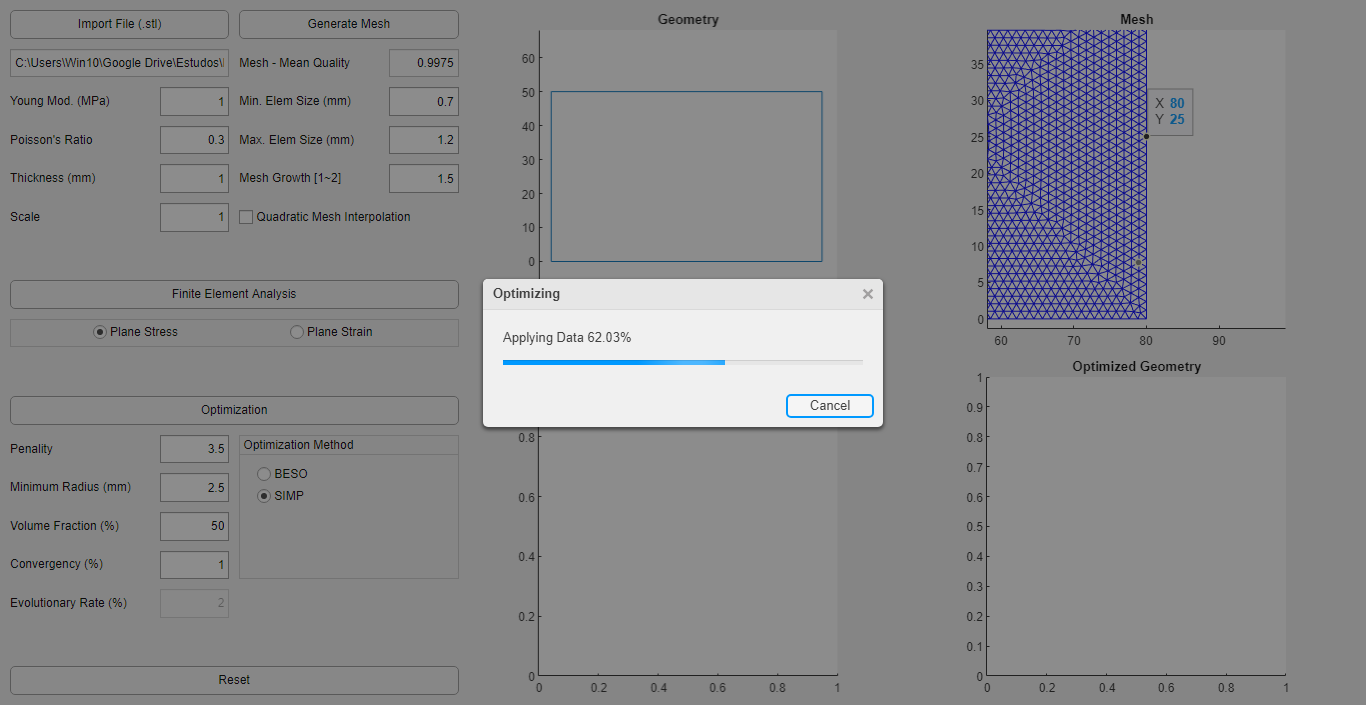 Import File (.stl)
Generate Mesh
C:\Users\Win10\Google Drive\Estudos\
Mesh - Mean Quality
0.9975
Young Mod. (MPa)
1
Min. Elem Size (mm)
0.7
Poisson's Ratio
0.3
Max. Elem Size (mm)
1.2
Thickness (mm)
1
Mesh Growth [1~2]
1.5
Scale
1
Quadratic Mesh Interpolation
Finite Element Analysis
Plane Stress
Plane Strain
Optimization
Penality
3.5
Minimum Radius (mm)
2.5
Volume Fraction (%)
50
Convergency (%)
1
Evolutionary Rate (%)
2
Optimization Method
BESO
SIMP
Reset
Geometry
60
50
40
30
20
10
0
Mesh
35
30
25
20
15
10
5
0
60
70
80
90
X 80
Y 25
Optimizing
Applying Data 62.03%
Cancel
0.8
0.6
0.4
0.2
0
0
0.2
0.4
0.6
0.8
1
Optimized Geometry
1
0.9
0.8
0.7
0.6
0.5
0.4
0.3
0.2
0.1
0
0
0.2
0.4
0.6
0.8
1